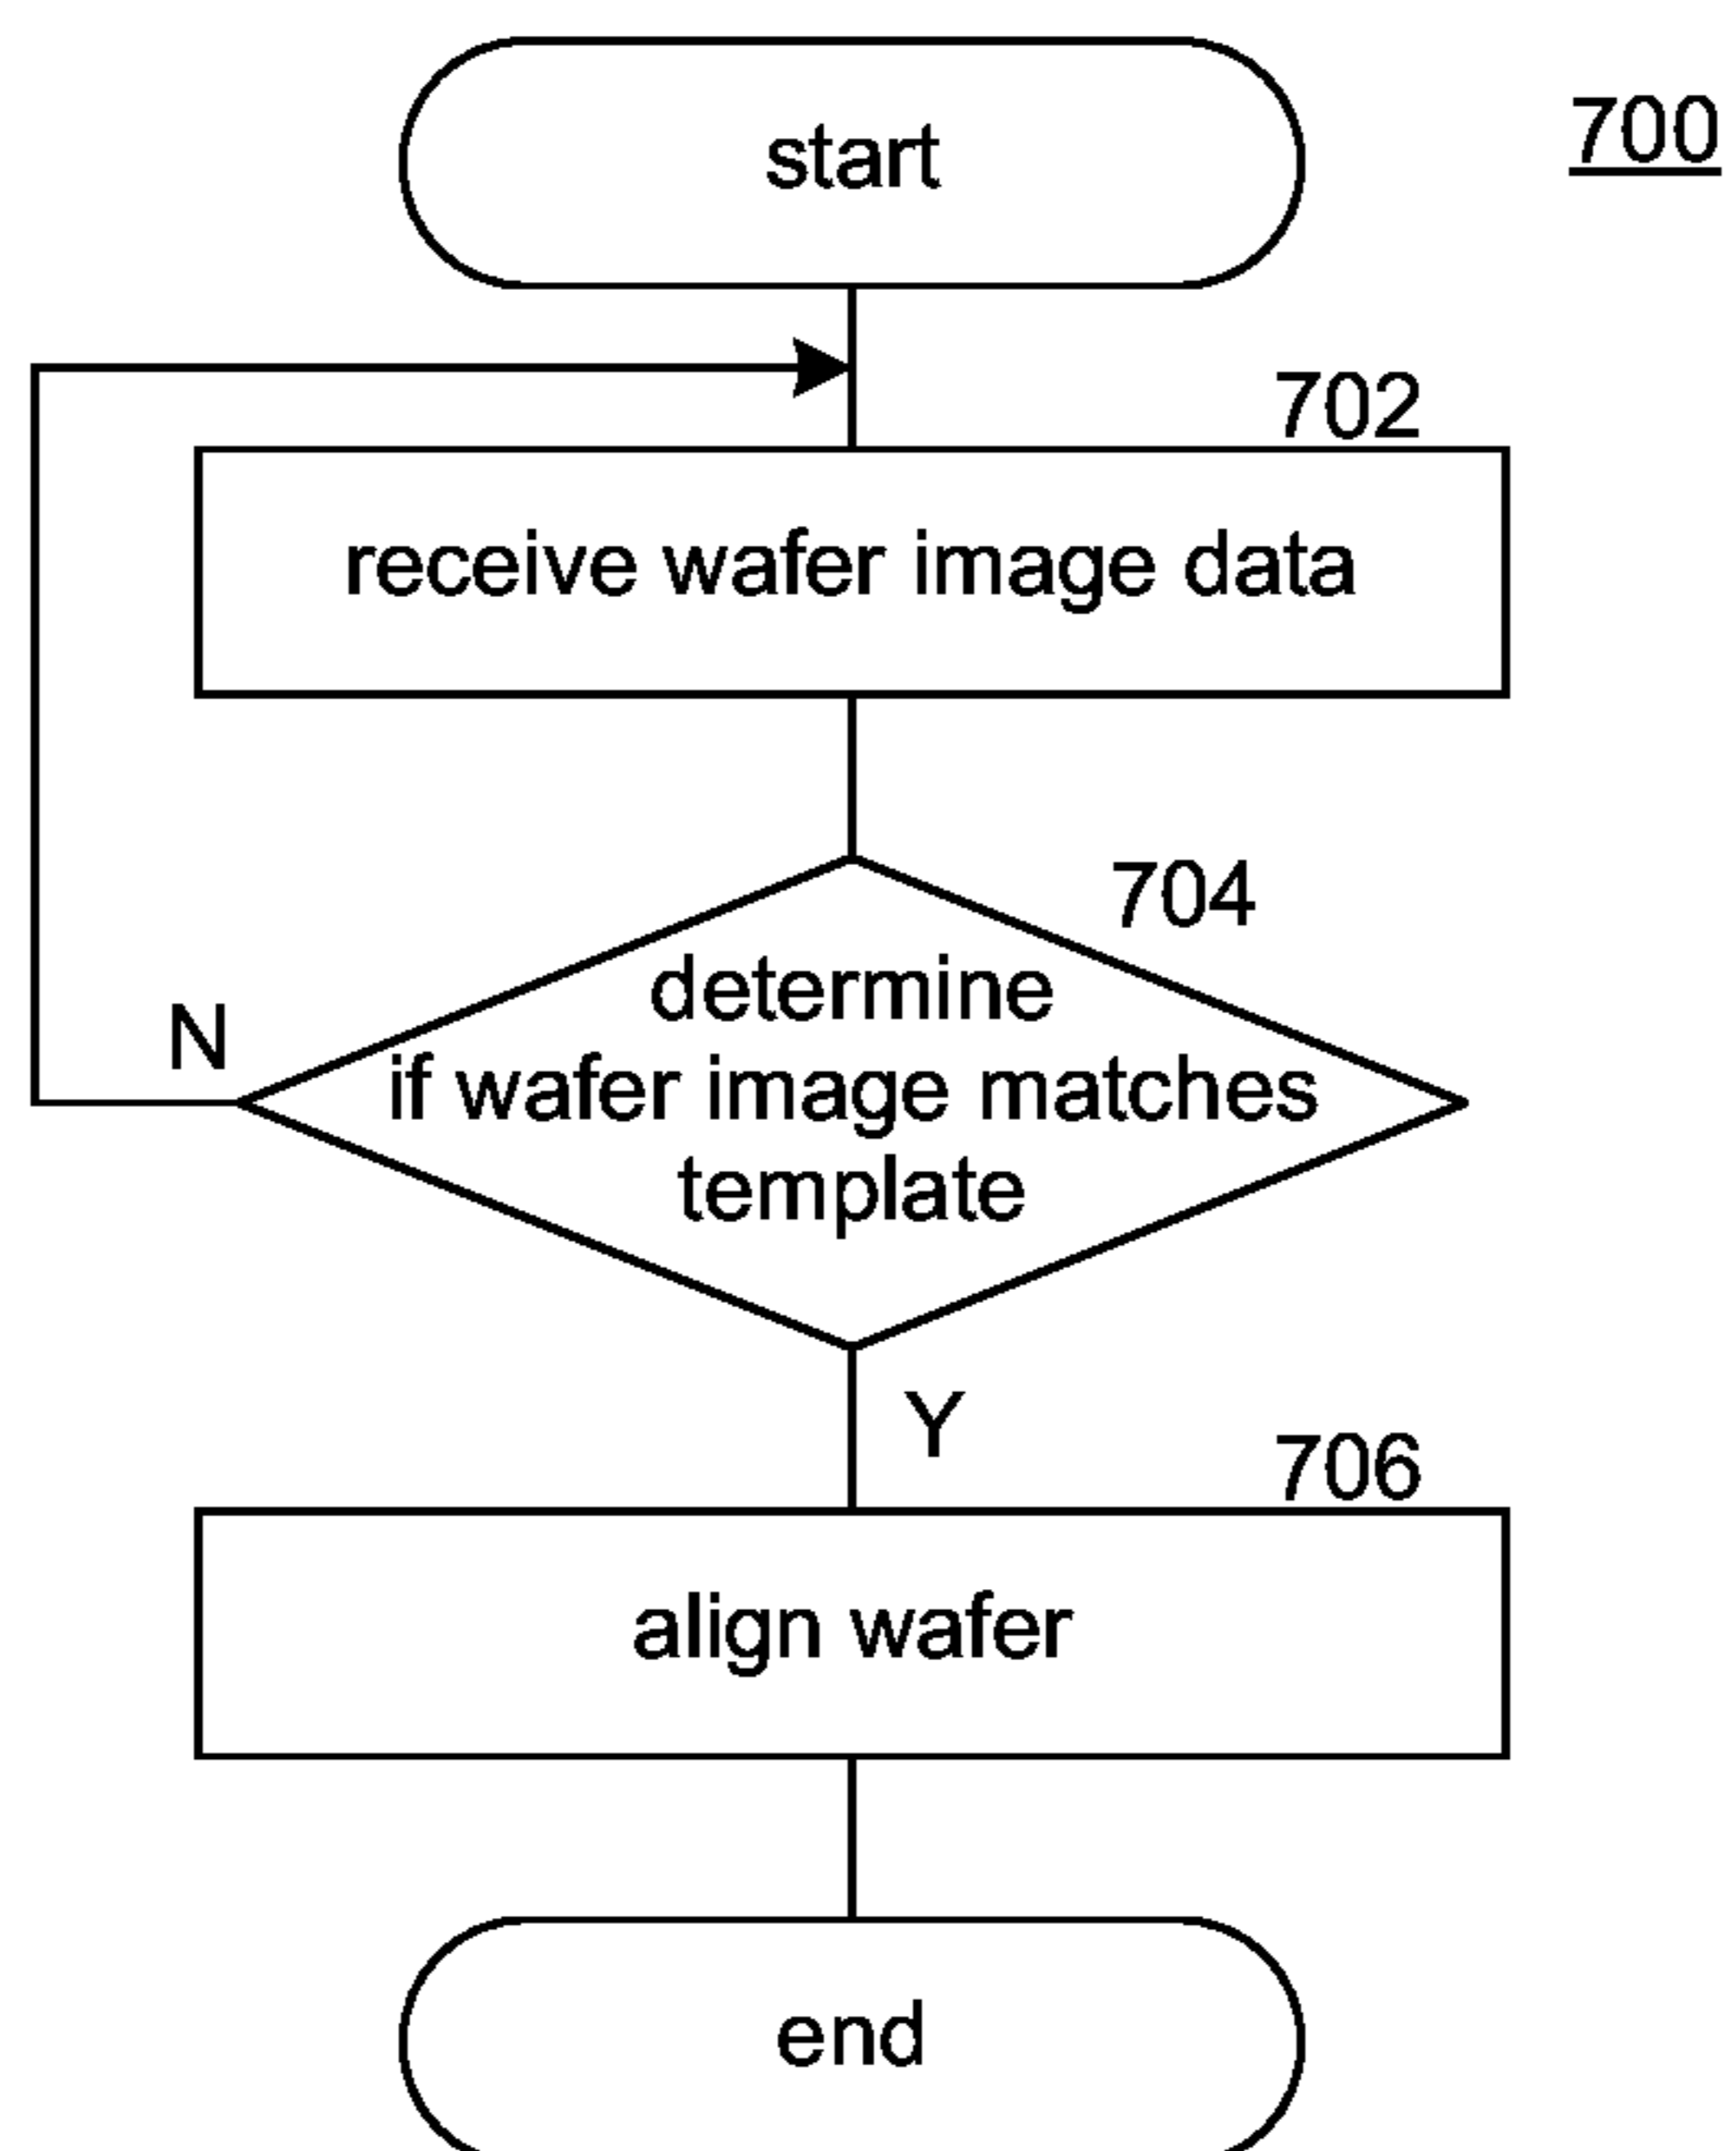 start
700
702
receive wafer image data
704
determine
if wafer image matches
template
N
Y
706
align wafer
end